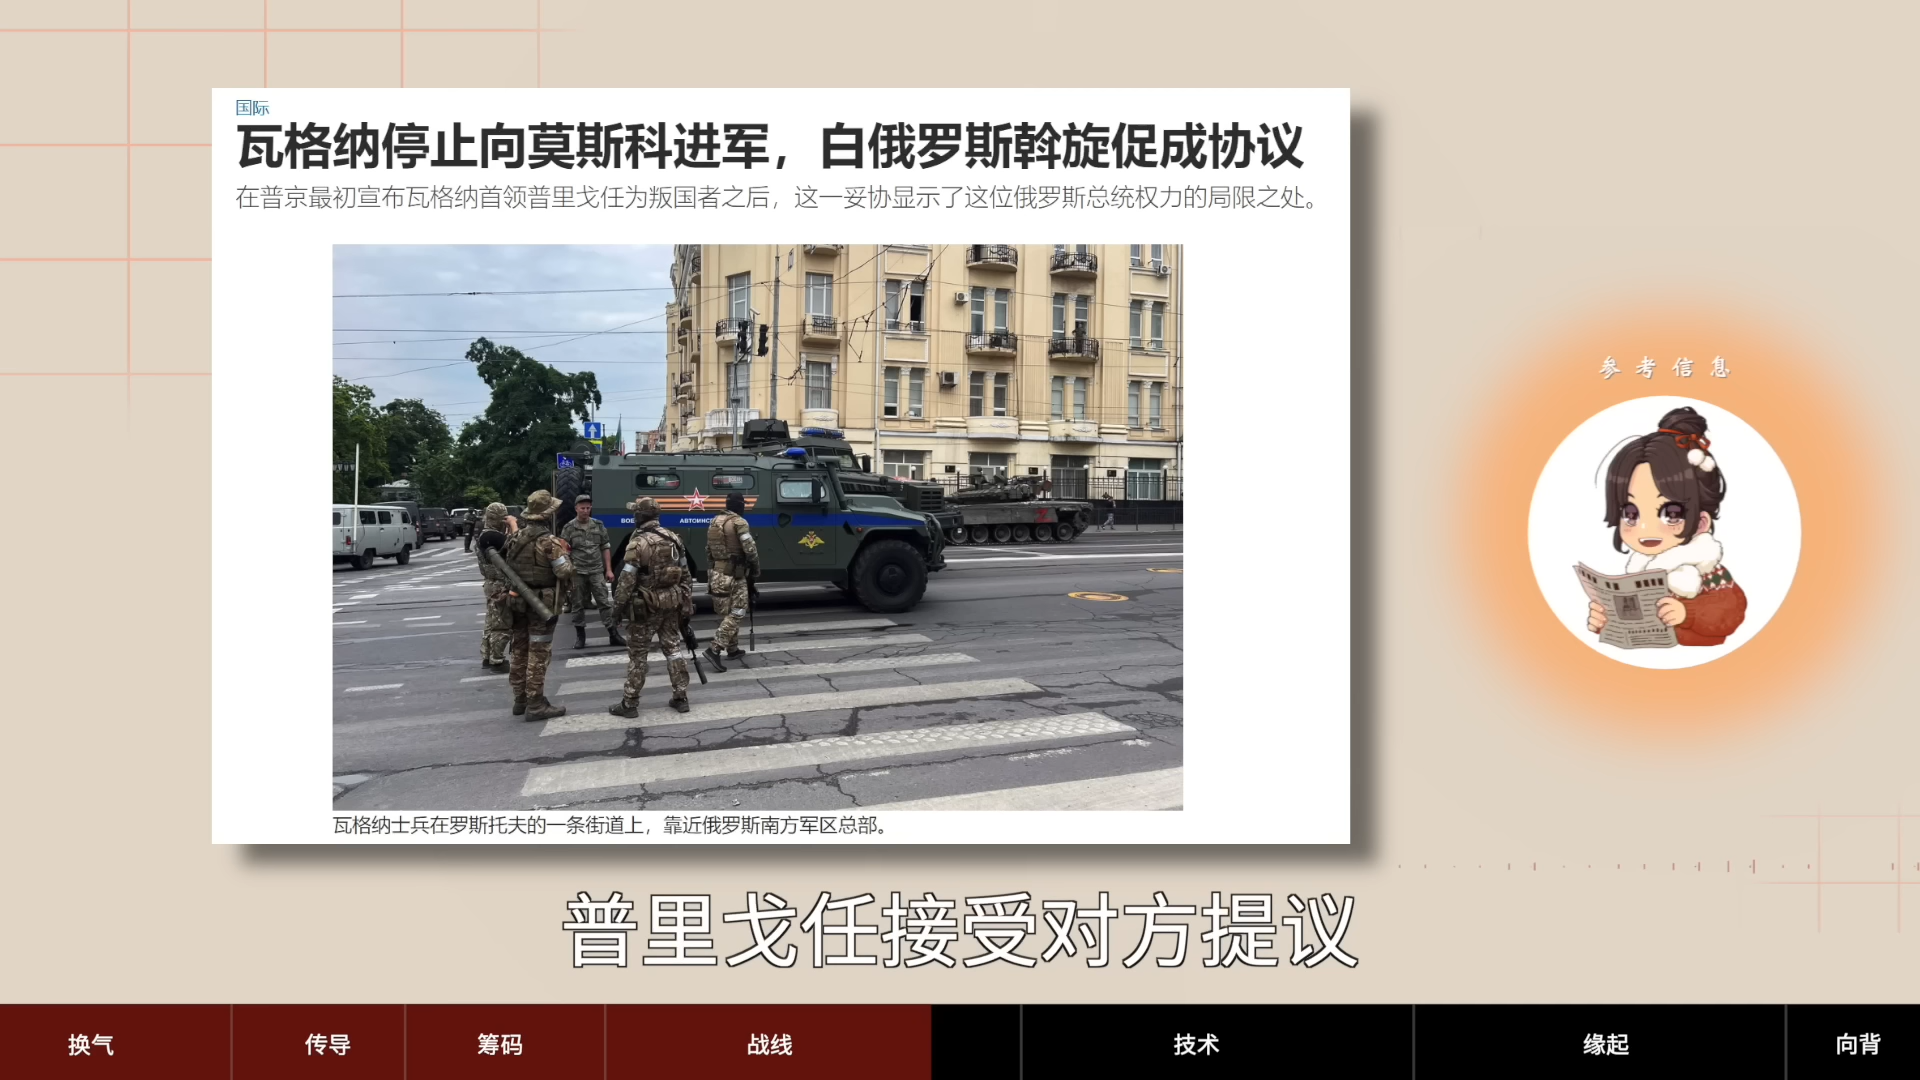 国际
瓦格纳停止向莫斯科进军，白俄罗斯斡旋促成协议
在普京最初宣布瓦格纳首领普里戈任为叛国者之后，这一妥协显示了这位俄罗斯总统权力的局限之处。
参考信息
ВОЕ
АВТОИНСП
瓦格纳士兵在罗斯托夫的一条街道上，靠近俄罗斯南方军区总部。
普里戈任接受对方提议
换气 传导 筹码 战线 技术 缘起 向背